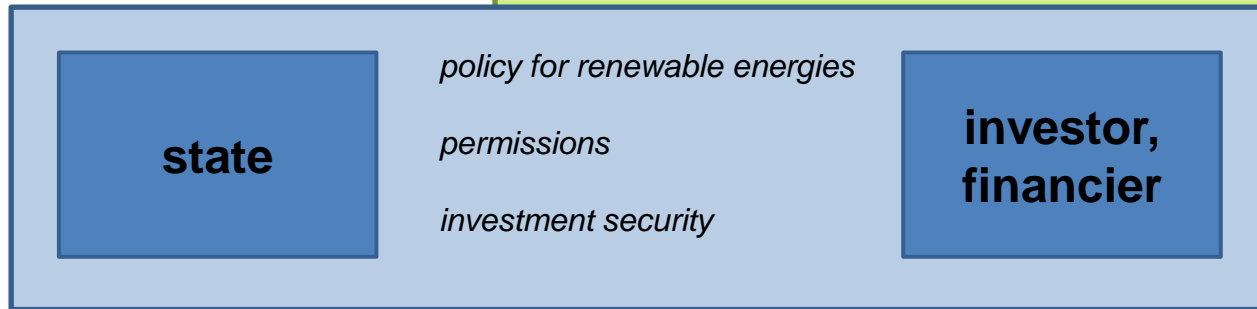 state
policy for renewable energies
permissions
investment security
investor,
financier